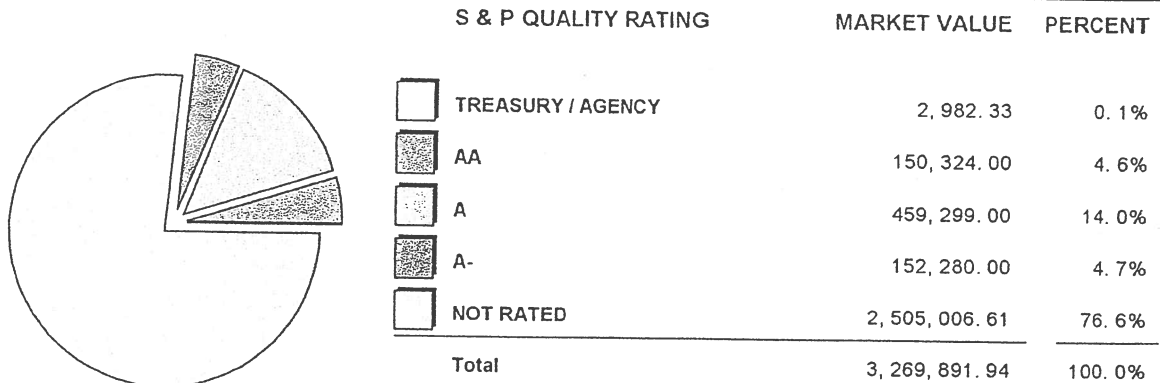 S & P QUALITY RATING MARKET VALUE PERCENT
TREASURY / AGENCY 2, 982. 33 0. 1%
AA 150, 324. 00 4. 6%
A 459, 299. 00 14. 0%
A- 152, 280. 00 4. 7%
NOT RATED 2, 505, 006. 61 76. 6%
Total 3, 269, 891. 94 100. 0%